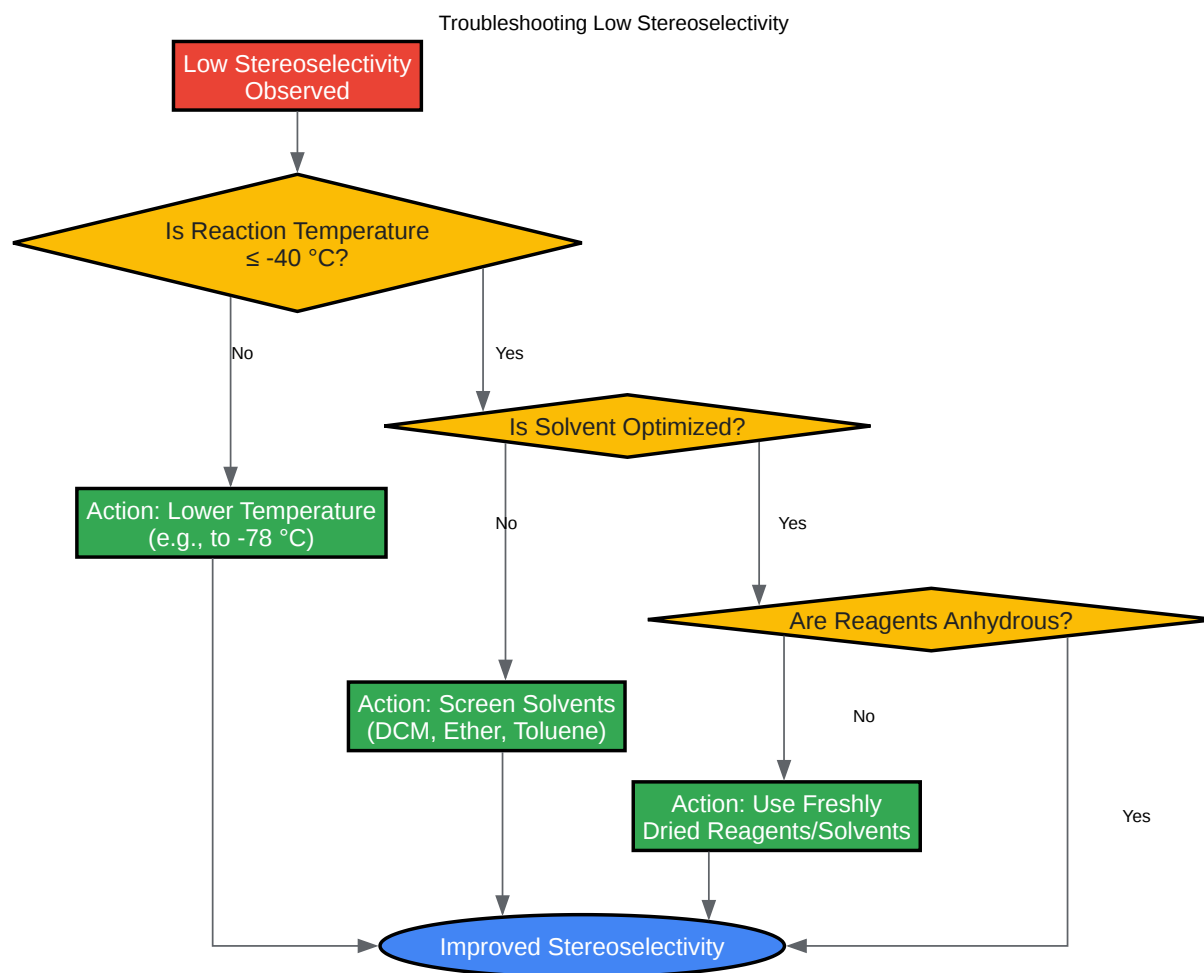 Troubleshooting Low Stereoselectivity
Low Stereoselectivity
Observed
Is Reaction Temperature
≤ -40 °C?
No
Yes
Is Solvent Optimized?
Action: Lower Temperature
(e.g., to -78 °C)
No
Yes
Are Reagents Anhydrous?
Action: Screen Solvents
(DCM, Ether, Toluene)
No
Action: Use Freshly
Dried Reagents/Solvents
Yes
Improved Stereoselectivity